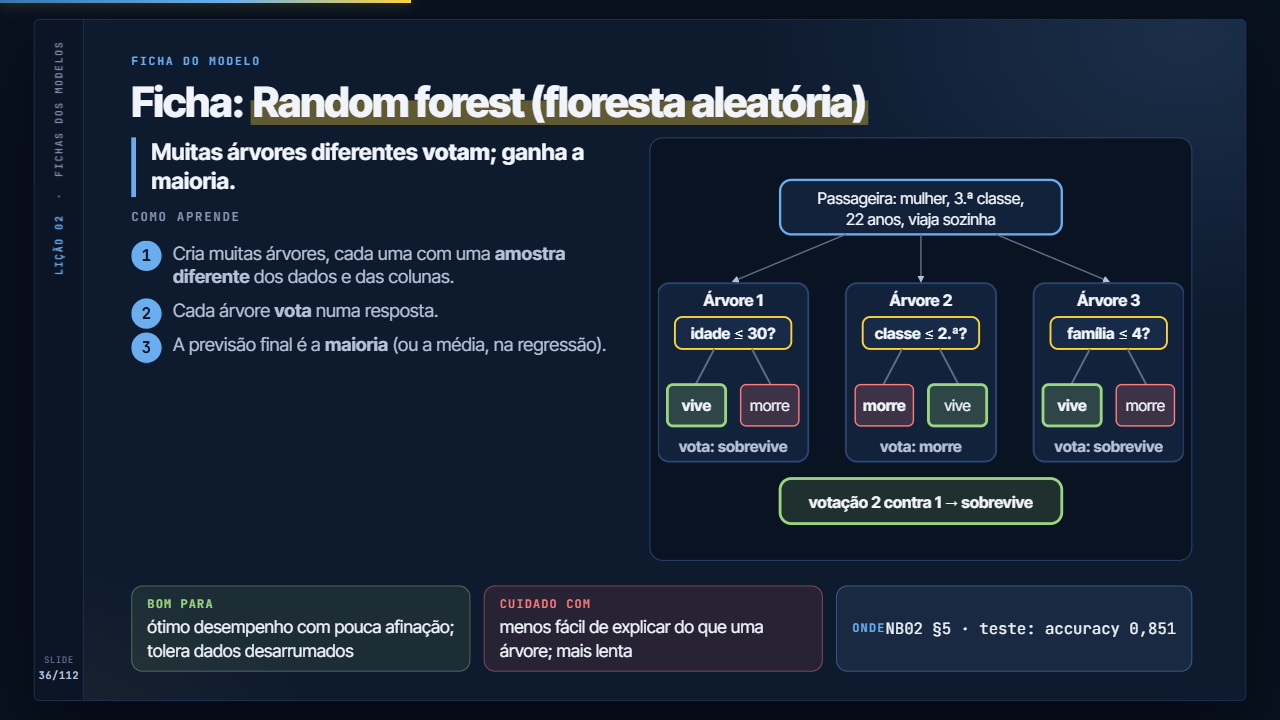 LIÇÃO 02 · FICHAS DOS MODELOS
SLIDE
36/112
FICHA DO MODELO
Ficha: Random forest (floresta aleatória)
Muitas árvores diferentes votam; ganha a
maioria.
COMO APRENDE
1 Cria muitas árvores, cada uma com uma amostra
diferente dos dados e das colunas.
2 Cada árvore vota numa resposta.
3 A previsão final é a maioria (ou a média, na regressão).
Passageira: mulher, 3.ª classe,
22 anos, viaja sozinha
Árvore 1
idade ≤ 30?
vive morre
vota: sobrevive
Árvore 2
classe ≤ 2.ª?
morre vive
vota: morre
Árvore 3
família ≤ 4?
vive morre
vota: sobrevive
votação 2 contra 1 → sobrevive
BOM PARA
ótimo desempenho com pouca afinação;
tolera dados desarrumados
CUIDADO COM
menos fácil de explicar do que uma
árvore; mais lenta
ONDE NB02 §5 · teste: accuracy 0,851